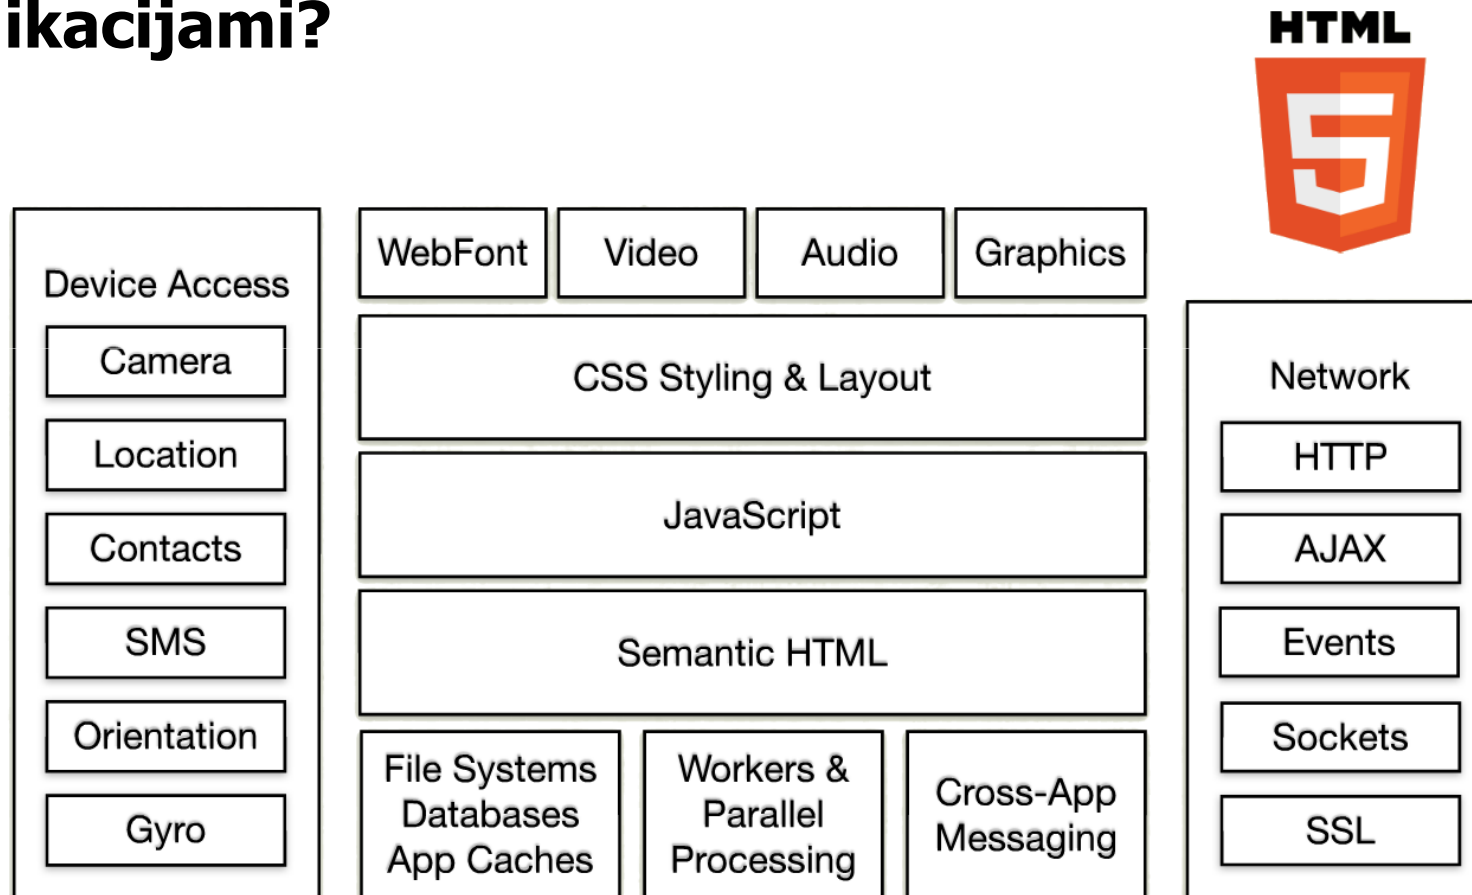 ikacijami?
HTML
5
Device Access
Camera
Location
Contacts
SMS
Orientation
Gyro
WebFont
Video
Audio
Graphics
CSS Styling & Layout
JavaScript
Semantic HTML
File Systems
Databases
App Caches
Workers &
Parallel
Processing
Cross-App
Messaging
Network
HTTP
AJAX
Events
Sockets
SSL